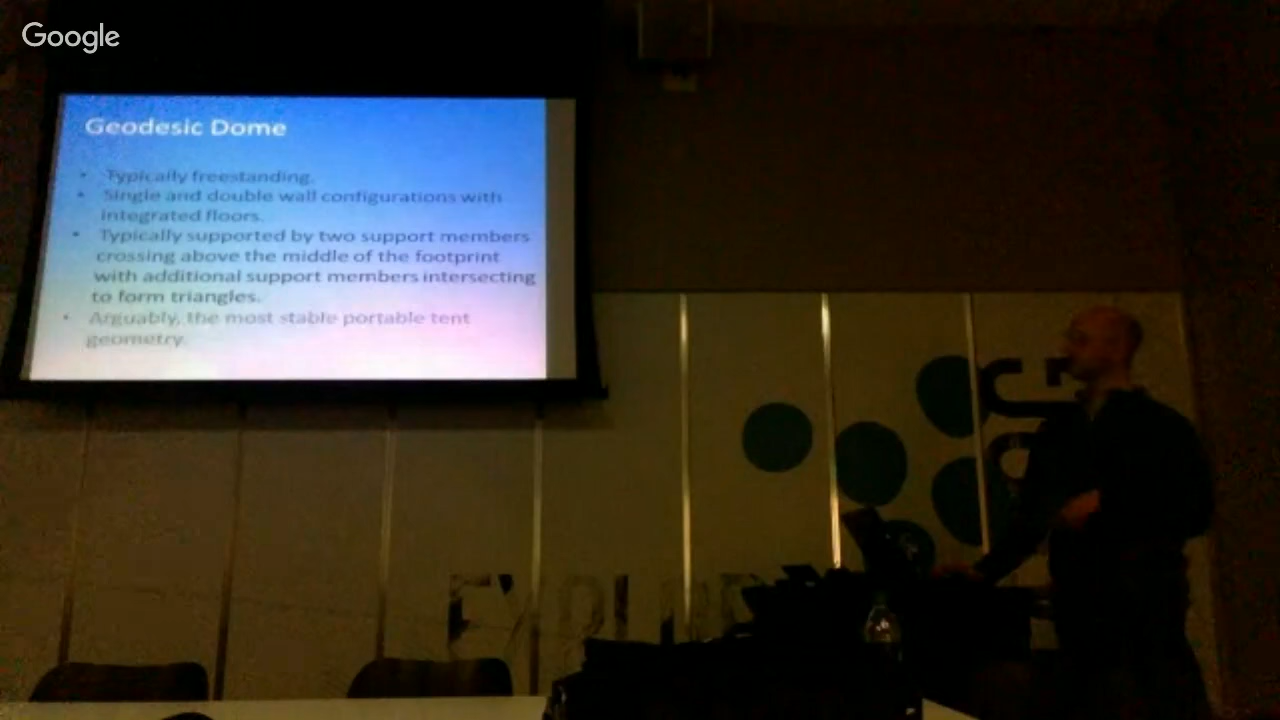 Google
Geodesic Dome
• Typically freestanding.
• Single and double wall configurations with
integrated floors.
• Typically supported by two support members
crossing above the middle of the footprint
with additional support members intersecting
to form triangles.
• Arguably, the most stable portable tent
geometry.